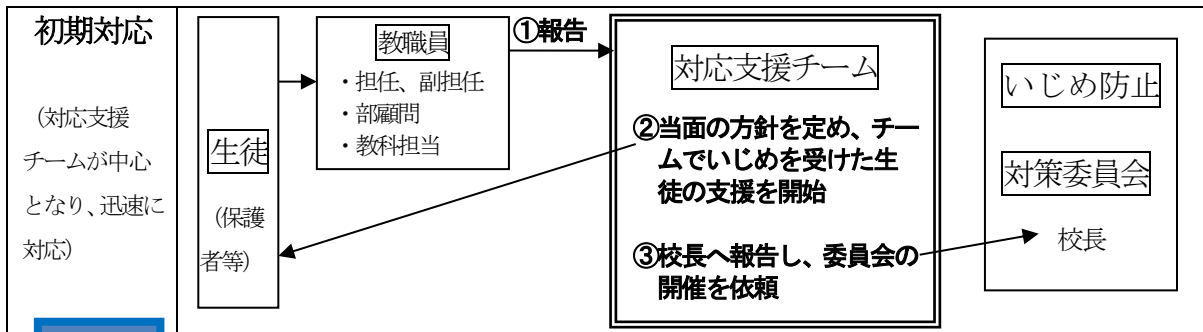 初期対応
(対応支援
チームが中心
となり、迅速に
対応)
生徒
(保護
者等)
教職員
・担任、副担任
・部顧問
・教科担当
①報告
対応支援チーム
②当面の方針を定め、チー
ムでいじめを受けた生
徒の支援を開始
③校長へ報告し、委員会の
開催を依頼
いじめ防止
対策委員会
校長